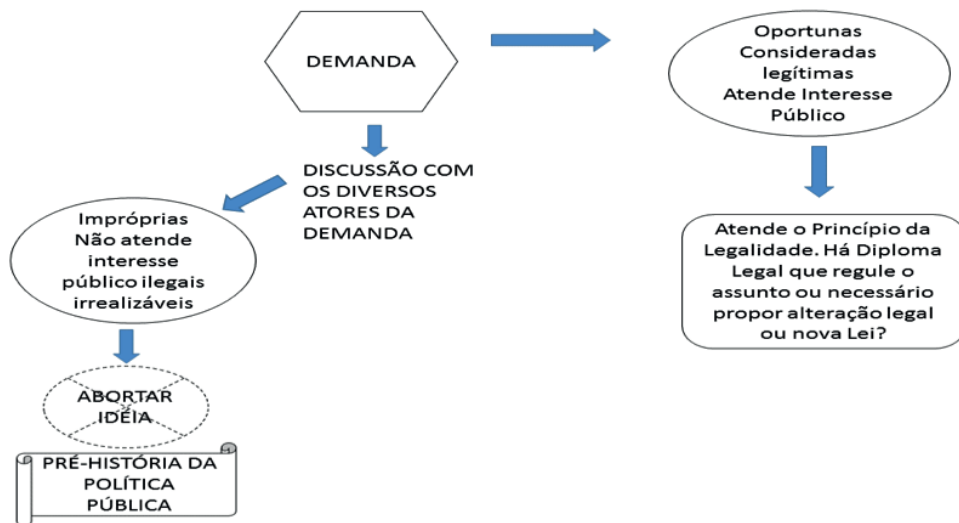 DEMANDA
Oportunas
Consideradas
legítimas
Atende Interesse
Público
DISCUSSÃO COM
OS DIVERSOS
ATORES DA
DEMANDA
Impróprias
Não atende
interesse
público ilegais
irrealizáveis
Atende o Princípio da
Legalidade. Há Diploma
Legal que regule o
assunto ou necessário
propor alteração legal
ou nova Lei?
ABORTAR
IDÉIA
PRÉ-HISTÓRIA DA
POLÍTICA
PÚBLICA